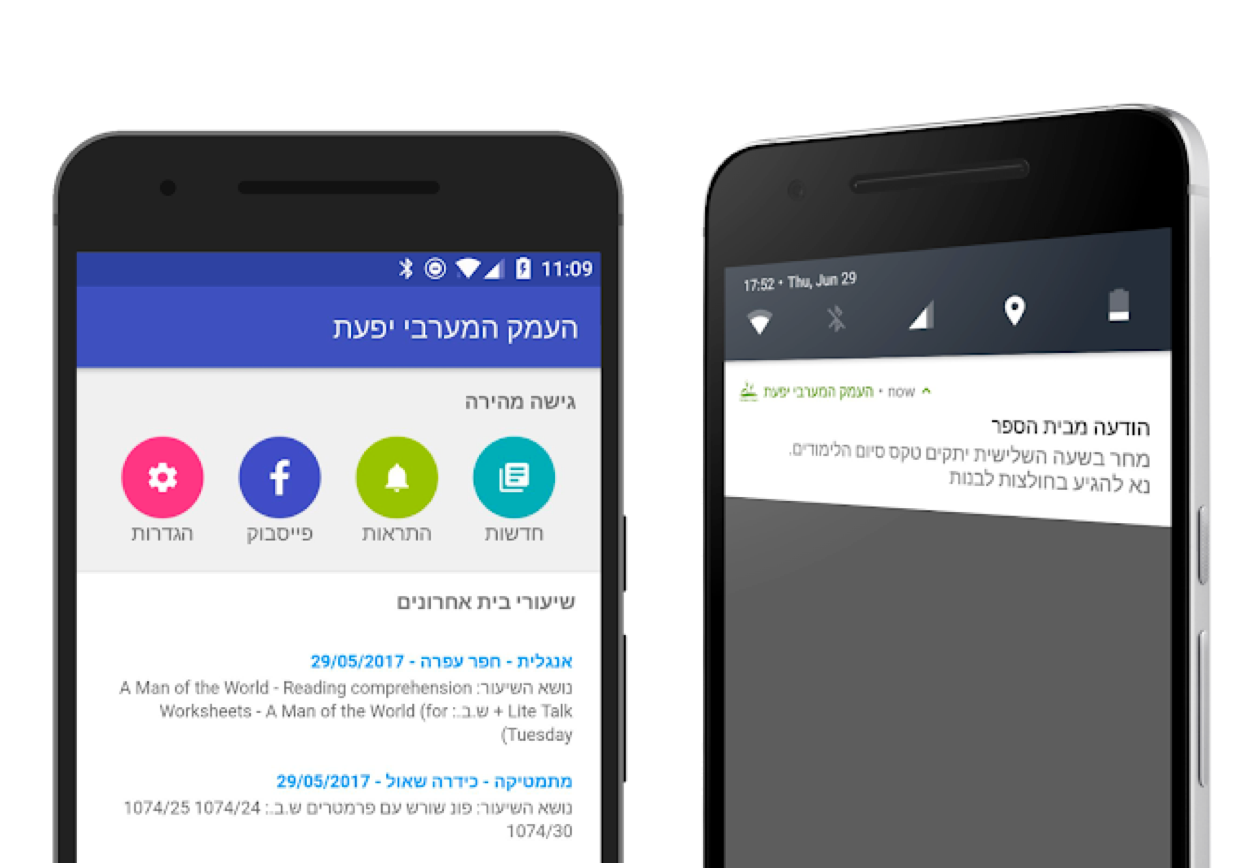 11:09
העמק המערבי יפעת
גישה מהירה
חדשות
התראות
פייסבוק
הגדרות
שיעורי בית אחרונים
אנגלית - חפר עפרה - 29/05/2017
נושא השיעור: A Man of the World - Reading comprehension
Lite Talk + ש.ב.: Worksheets - A Man of the World (for
Tuesday)
מתמטיקה - כידרה שאול - 29/05/2017
נושא השיעור: פונ שורש עם פרמטרים ש.ב.: 1074/24 1074/25
1074/30
17:52 • Thu, Jun 29
העמק המערבי יפעת • now
הודעה מבית הספר
מחר בשעה השלישית יתקים טקס סיום הלימודים.
נא להגיע בחולצות לבנות